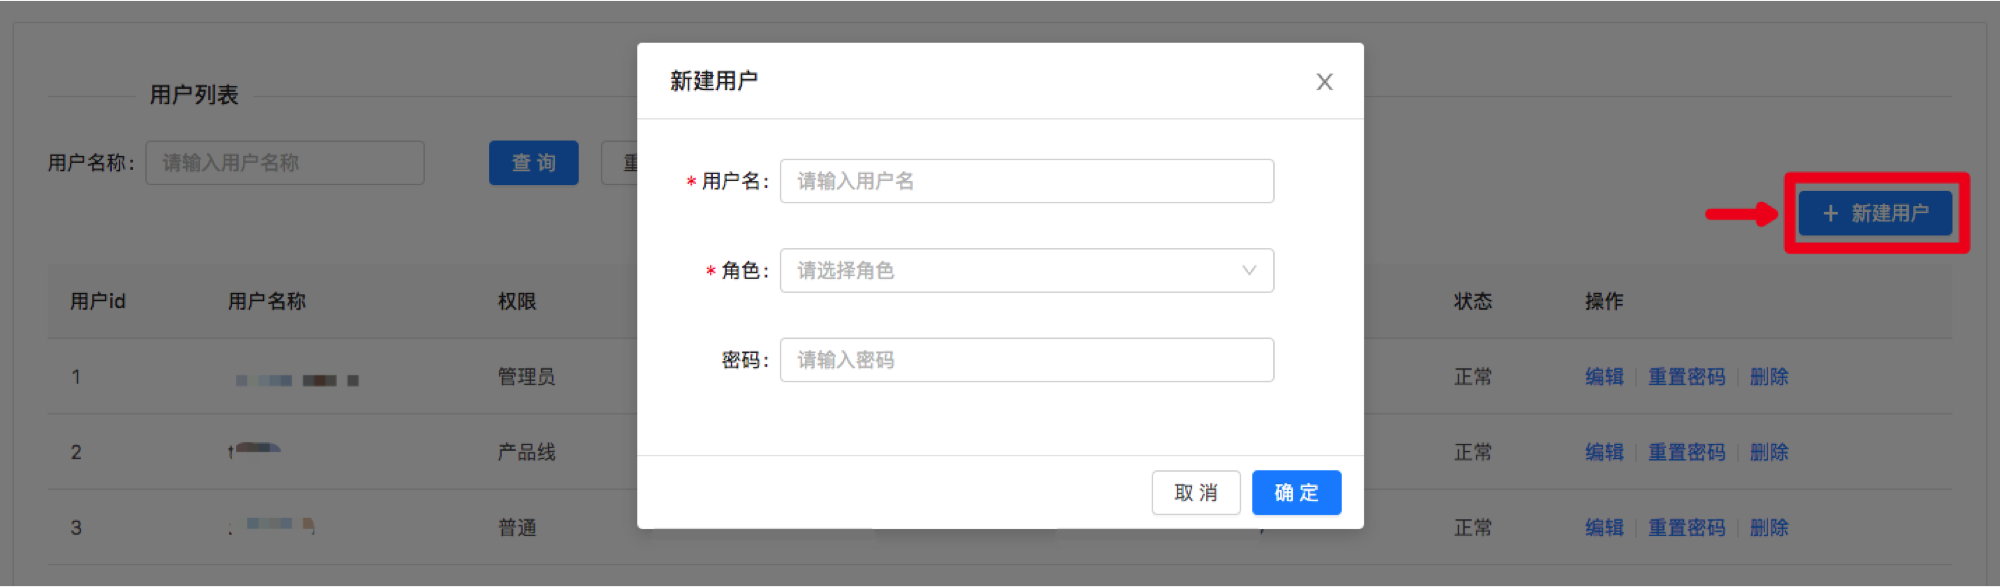 用户列表
用户名称: 请输入用户名称 查 询
+ 新建用户
用户id 用户名称 权限 状态 操作
1 管理员 正常 编辑 重置密码 删除
2 产品线 正常 编辑 重置密码 删除
3 普通 正常 编辑 重置密码 删除
新建用户
* 用户名: 请输入用户名
* 角色: 请选择角色
密码: 请输入密码
取 消 确 定